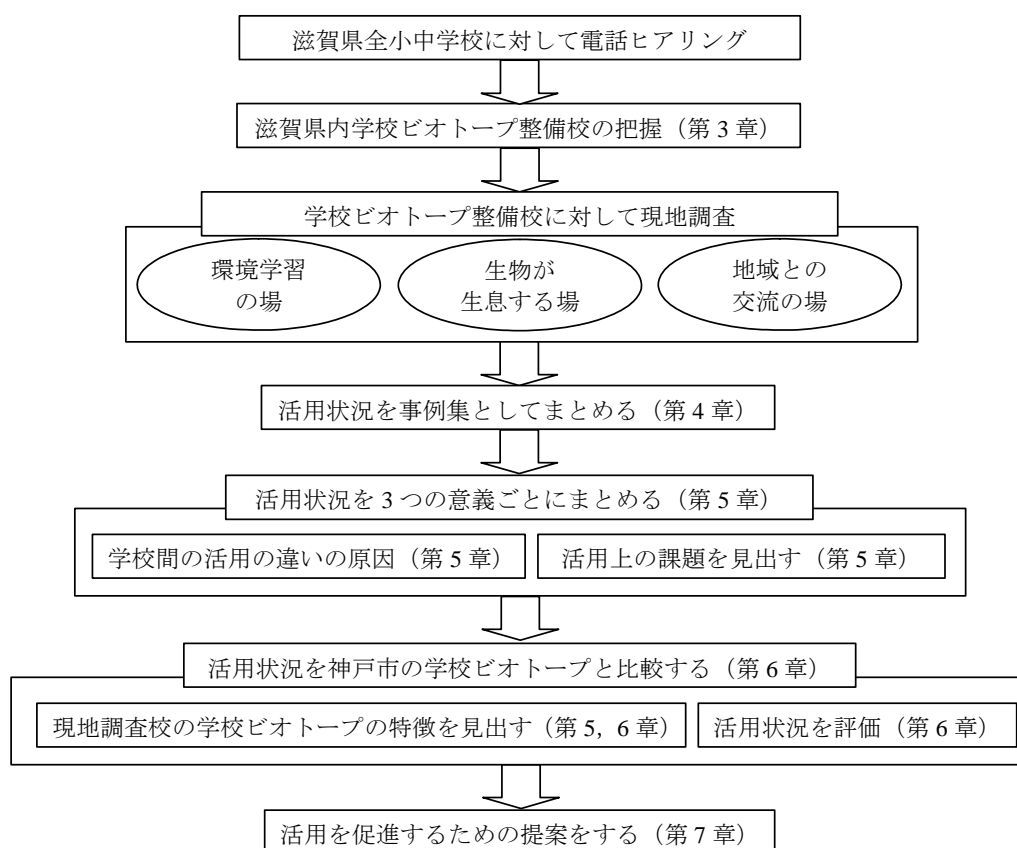 滋賀県全小中学校に対して電話ヒアリング
滋賀県内学校ビオトープ整備校の把握（第3章）
学校ビオトープ整備校に対して現地調査
環境学習
の場
生物が
生息する場
地域との
交流の場
活用状況を事例集としてまとめる（第4章）
活用状況を3つの意義ごとにまとめる（第5章）
学校間の活用の違いの原因（第5章）
活用上の課題を見出す（第5章）
活用状況を神戸市の学校ビオトープと比較する（第6章）
現地調査校の学校ビオトープの特徴を見出す（第5, 6章）
活用状況を評価（第6章）
活用を促進するための提案をする（第7章）